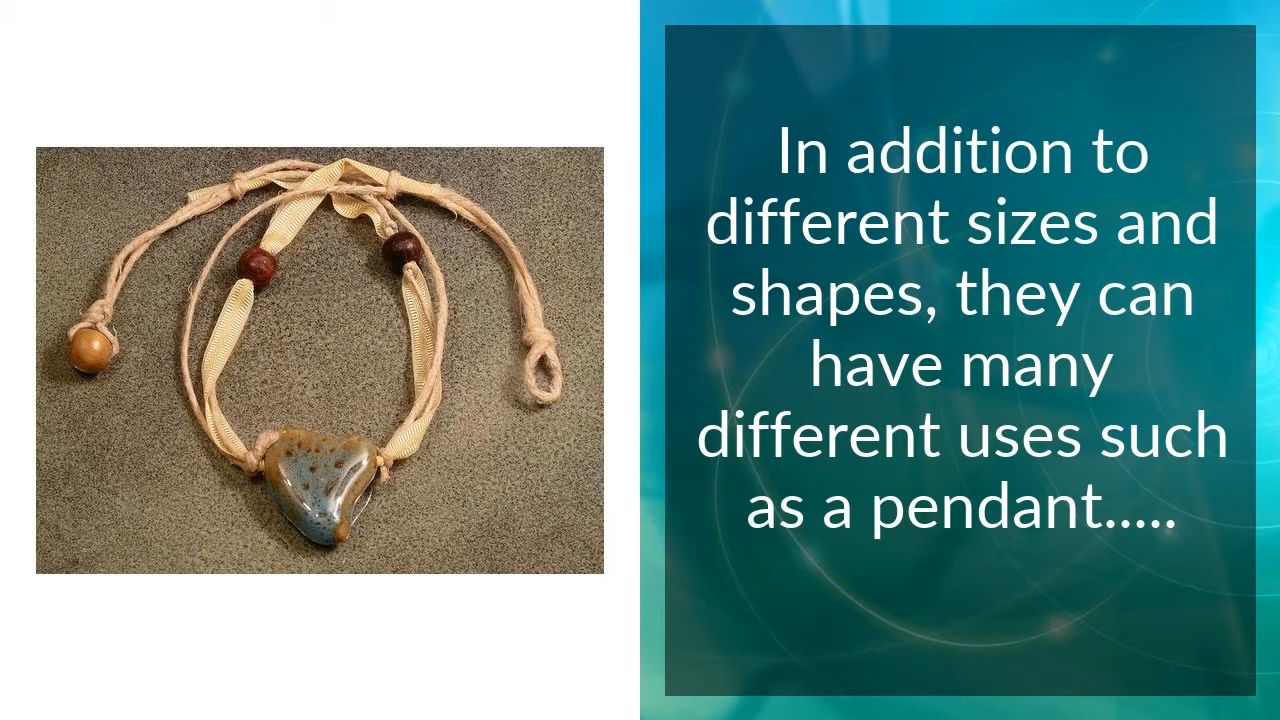 In addition to
different sizes and
shapes, they can
have many
different uses such
as a pendant.....